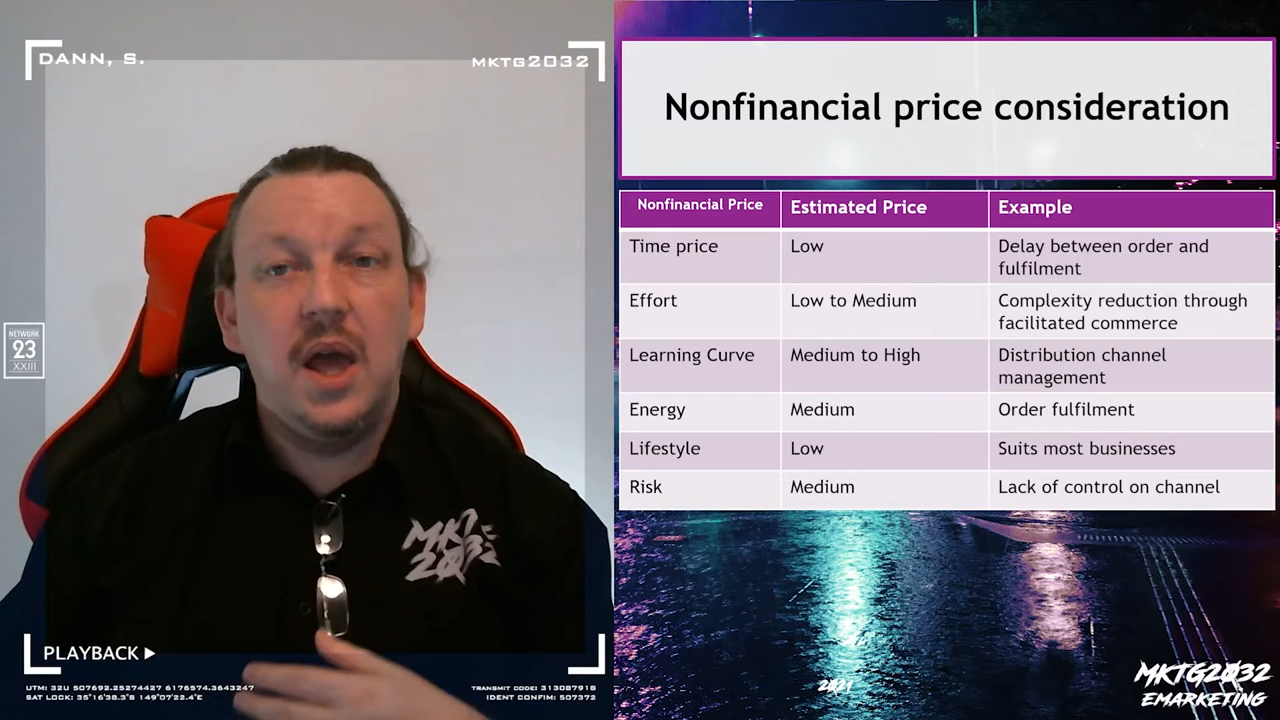 DANN, S.
MKTG2032
NETWORK
23
XXIII
PLAYBACK
UTM: 32U 507692.25274427 6176574.3643247
SAT LOCK: 35°16'38.3"S 149°07'22.4"E
TRANSMIT CODE: 313087918
IDENT CONFIM: 507372
Nonfinancial price consideration
Nonfinancial Price Estimated Price Example
Time price Low Delay between order and
fulfilment
Effort Low to Medium Complexity reduction through
facilitated commerce
Learning Curve Medium to High Distribution channel
management
Energy Medium Order fulfilment
Lifestyle Low Suits most businesses
Risk Medium Lack of control on channel
2021
MKTG2032
EMARKETING